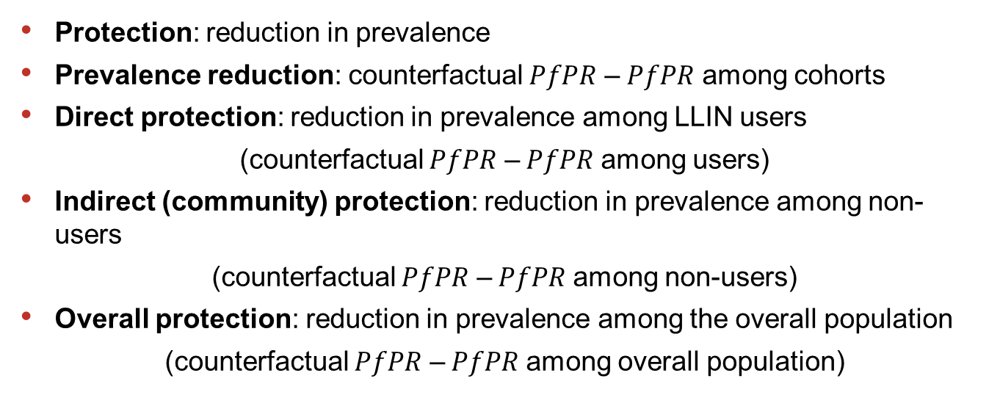 • Protection: reduction in prevalence
• Prevalence reduction: counterfactual PfPR − PfPR among cohorts
• Direct protection: reduction in prevalence among LLIN users
(counterfactual PfPR − PfPR among users)
• Indirect (community) protection: reduction in prevalence among non-
users
(counterfactual PfPR − PfPR among non-users)
• Overall protection: reduction in prevalence among the overall population
(counterfactual PfPR − PfPR among overall population)